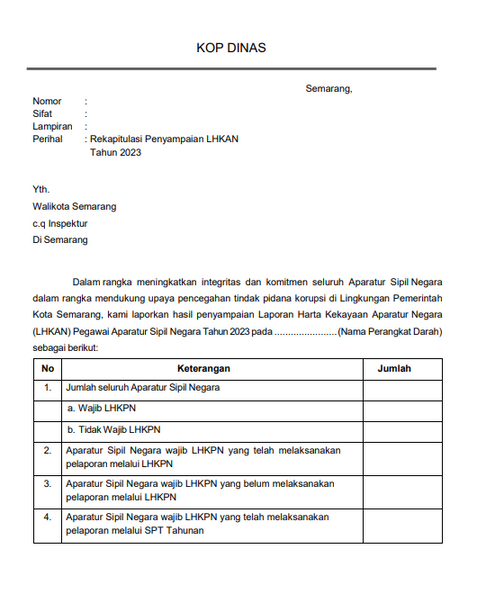 KOP DINAS
Semarang,
Nomor :
Sifat :
Lampiran :
Perihal : Rekapitulasi Penyampaian LHKAN
Tahun 2023
Yth.
Walikota Semarang
c.q Inspektur
Di Semarang
Dalam rangka meningkatkan integritas dan komitmen seluruh Aparatur Sipil Negara
dalam rangka mendukung upaya pencegahan tindak pidana korupsi di Lingkungan Pemerintah
Kota Semarang, kami laporkan hasil penyampaian Laporan Harta Kekayaan Aparatur Negara
(LHKAN) Pegawai Aparatur Sipil Negara Tahun 2023 pada ....................... (Nama Perangkat Darah)
sebagai berikut:
No Keterangan Jumlah
1. Jumlah seluruh Aparatur Sipil Negara
a. Wajib LHKPN
b. Tidak Wajib LHKPN
2. Aparatur Sipil Negara wajib LHKPN yang telah melaksanakan
pelaporan melalui LHKPN
3. Aparatur Sipil Negara wajib LHKPN yang belum melaksanakan
pelaporan melalui LHKPN
4. Aparatur Sipil Negara wajib LHKPN yang telah melaksanakan
pelaporan melalui SPT Tahunan